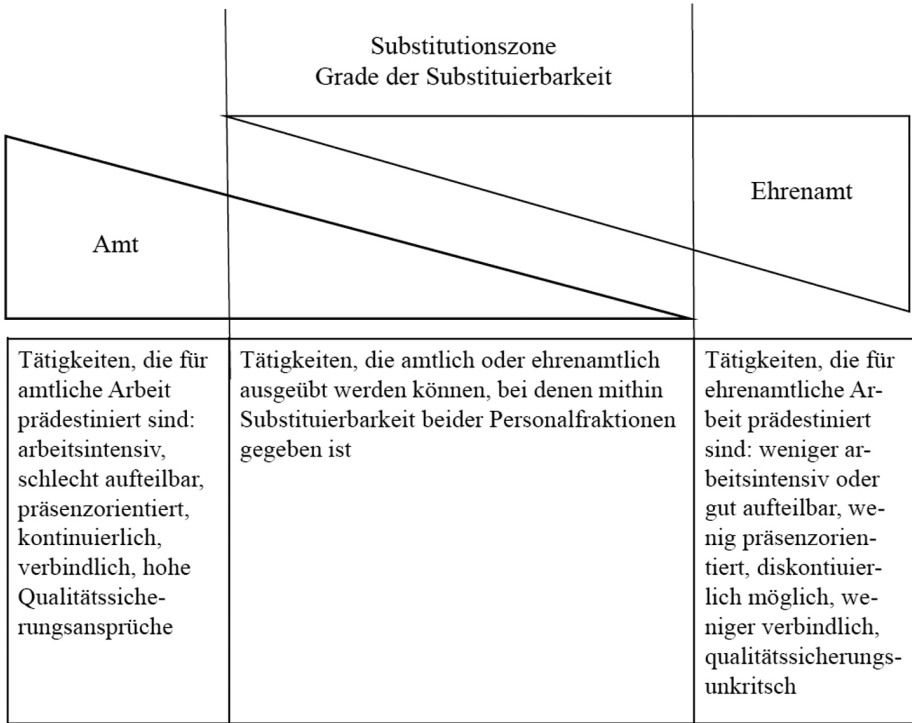 Substitutionszone
Grade der Substituierbarkeit
Amt
Ehrenamt
Tätigkeiten, die für
amtliche Arbeit
prädestiniert sind:
arbeitsintensiv,
schlecht aufteilbar,
präsenzorientiert,
kontinuierlich,
verbindlich, hohe
Qualitätssiche-
rungsansprüche
Tätigkeiten, die amtlich oder ehrenamtlich
ausgeübt werden können, bei denen mithin
Substituierbarkeit beider Personalfraktionen
gegeben ist
Tätigkeiten, die für
ehrenamtliche Ar-
beit prädestiniert
sind: weniger ar-
beitsintensiv oder
gut aufteilbar, we-
nig präsenzorien-
tiert, diskontiuier-
lich möglich, we-
niger verbindlich,
qualitätssicherungs-
unkritsch